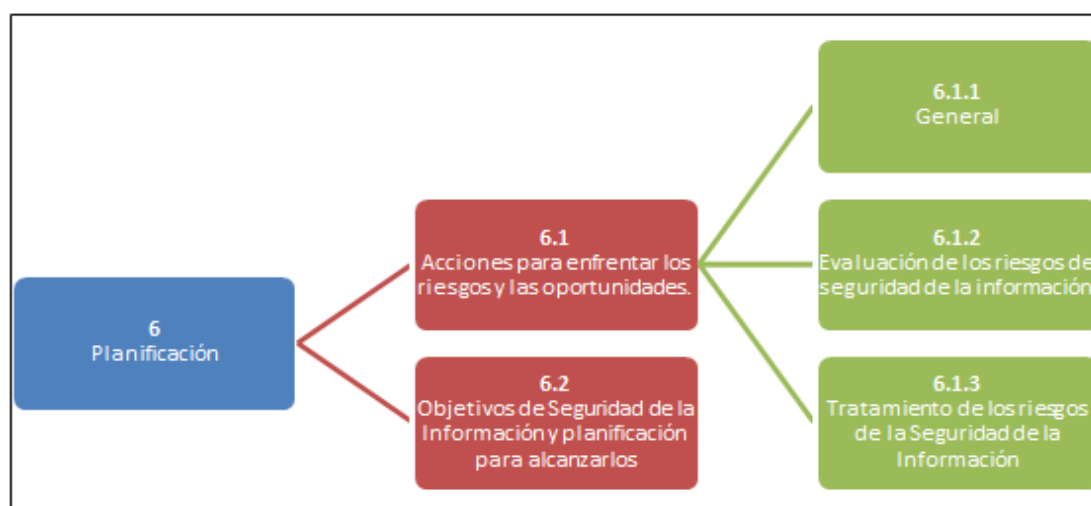 6
Planificación
6.1
Acciones para enfrentar los
riesgos y las oportunidades.
6.2
Objetivos de Seguridad de la
Información y planificación
para alcanzarlos
6.1.1
General
6.1.2
Evaluación de los riesgos de
seguridad de la información
6.1.3
Tratamiento de los riesgos
de la Seguridad de la
Información